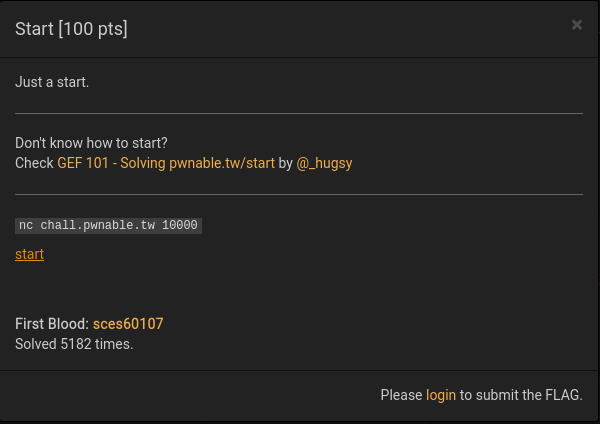 Start [100 pts]
×
Just a start.
Don't know how to start?
Check GEF 101 - Solving pwnable.tw/start by @_hugsy
nc chall.pwnable.tw 10000
start
First Blood: sces60107
Solved 5182 times.
Please login to submit the FLAG.